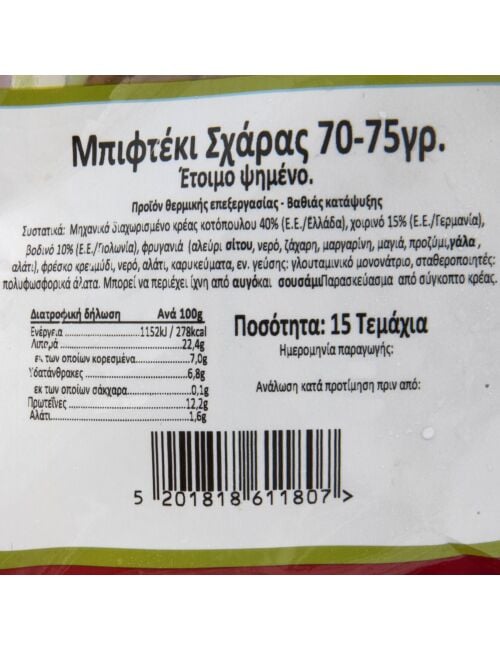 Μπιφτέκι Σχάρας 70-75γρ.
Έτοιμο ψημένο.
Προϊόν θερμικής επεξεργασίας - Βαθιάς κατάψυξης
Συστατικά: Μηχανικά διαχωρισμένο κρέας κοτόπουλου 40% (Ε.Ε./Ελλάδα), χοιρινό 15% (Ε.Ε./Γερμανία),
βοδινό 10% (Ε.Ε./Πολωνία), φρυγανιά (αλεύρι σίτου, νερό, ζάχαρη, μαργαρίνη, μαγιά, προζύμι,γάλα,
αλάτι), φρέσκο κρεμμύδι, νερό, αλάτι, καρυκεύματα, εν. γεύσης: γλουταμινικό μονονάτριο, σταθεροποιητές:
πολυφωσφορικά άλατα. Μπορεί να περιέχει ίχνη από αυγό και σουσάμι Παρασκεύασμα από σύγκοπτο κρέας.
Διατροφική δήλωση Ανά 100g
Ενέργεια 1152kJ / 278kcal
Λιπαρά 22,4g
εκ των οποίων κορεσμένα 7,0g
Υδατάνθρακες 6,8g
εκ των οποίων σάκχαρα 0,1g
Πρωτεΐνες 12,2g
Αλάτι 1,6g
Ποσότητα: 15 Τεμάχια
Ημερομηνία παραγωγής:
Ανάλωση κατά προτίμηση πριν από:
5 201818 611807 >